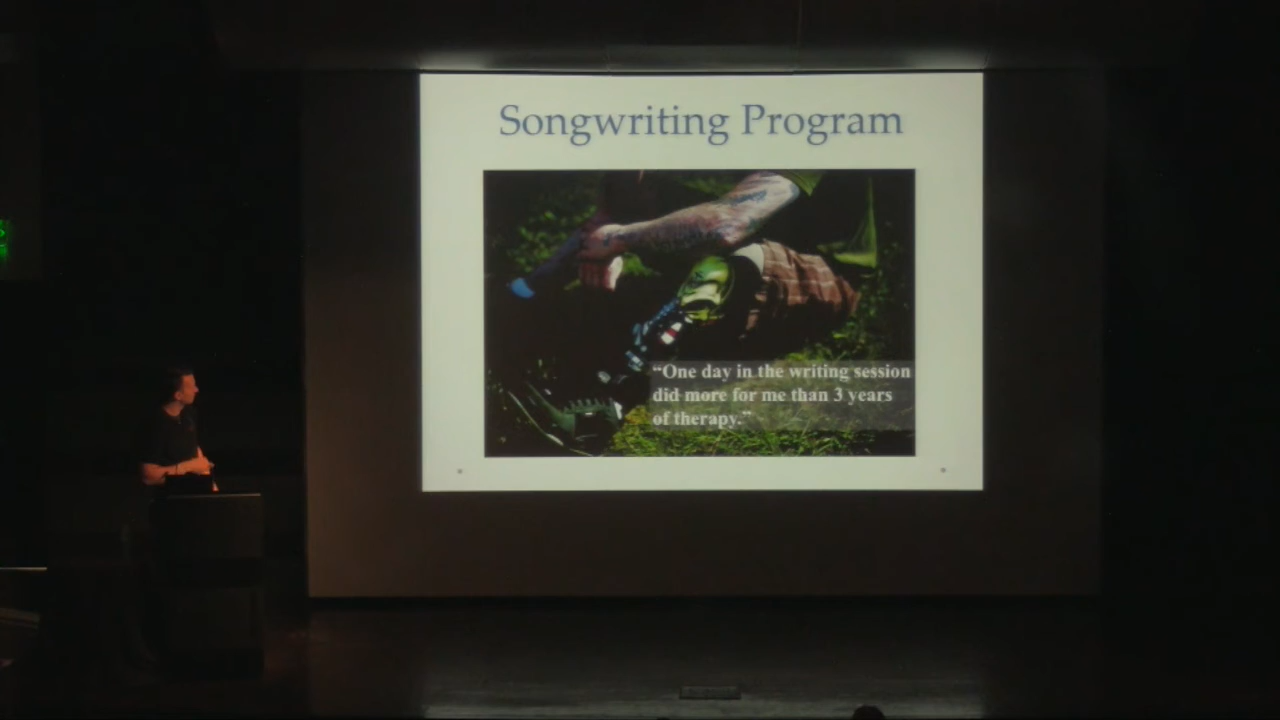 Songwriting Program
“One day in the writing session
did more for me than 3 years
of therapy.”